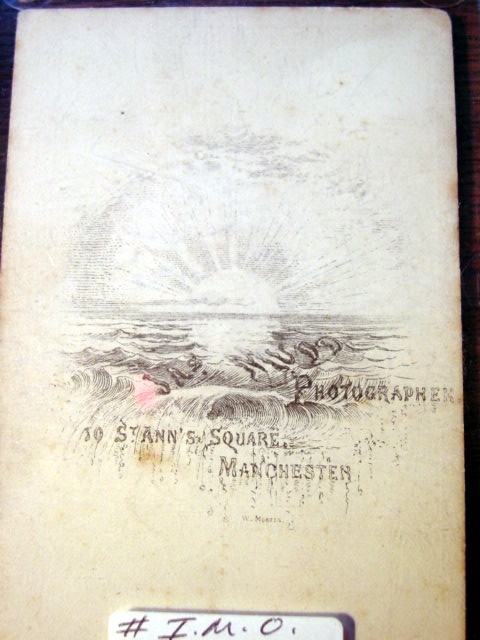 JAS MUDD
PHOTOGRAPHER
10 ST ANN'S SQUARE.
MANCHESTER
# I.M.O.